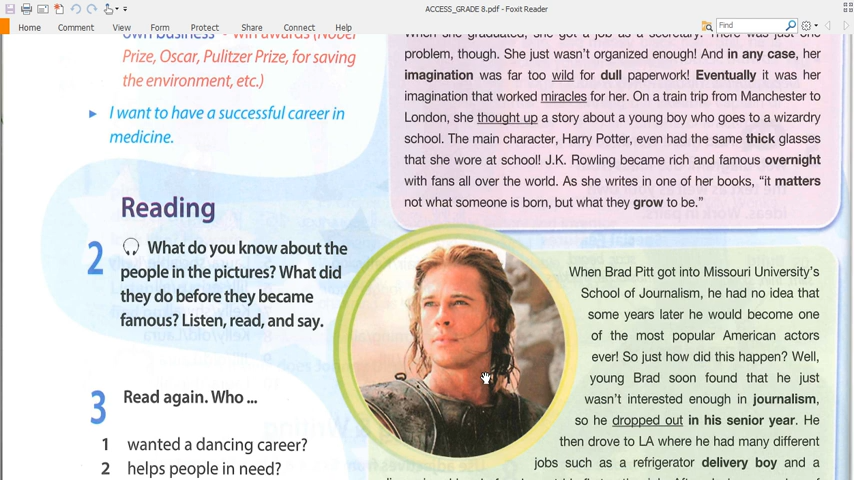 ACCESS_GRADE 8.pdf - Foxit Reader
Home Comment View Form Protect Share Connect Help
Find
own business - win awards (Nobel
Prize, Oscar, Pulitzer Prize, for saving
the environment, etc.)
I want to have a successful career in
medicine.
Reading
2 What do you know about the
people in the pictures? What did
they do before they became
famous? Listen, read, and say.
3 Read again. Who ...
1 wanted a dancing career?
2 helps people in need?
When she graduated, she got a job as a secretary. There was just one
problem, though. She just wasn't organized enough! And in any case, her
imagination was far too wild for dull paperwork! Eventually it was her
imagination that worked miracles for her. On a train trip from Manchester to
London, she thought up a story about a young boy who goes to a wizardry
school. The main character, Harry Potter, even had the same thick glasses
that she wore at school! J.K. Rowling became rich and famous overnight
with fans all over the world. As she writes in one of her books, "it matters
not what someone is born, but what they grow to be."
When Brad Pitt got into Missouri University's
School of Journalism, he had no idea that
some years later he would become one
of the most popular American actors
ever! So just how did this happen? Well,
young Brad soon found that he just
wasn't interested enough in journalism,
so he dropped out in his senior year. He
then drove to LA where he had many different
jobs such as a refrigerator delivery boy and a